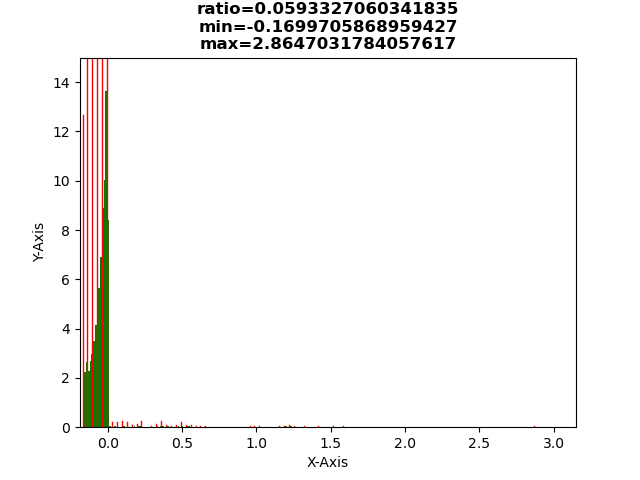 ratio=0.0593327060341835
min=-0.1699705868959427
max=2.8647031784057617
14
12
10
8
6
4
2
0
Y-Axis
0.0 0.5 1.0 1.5 2.0 2.5 3.0
X-Axis